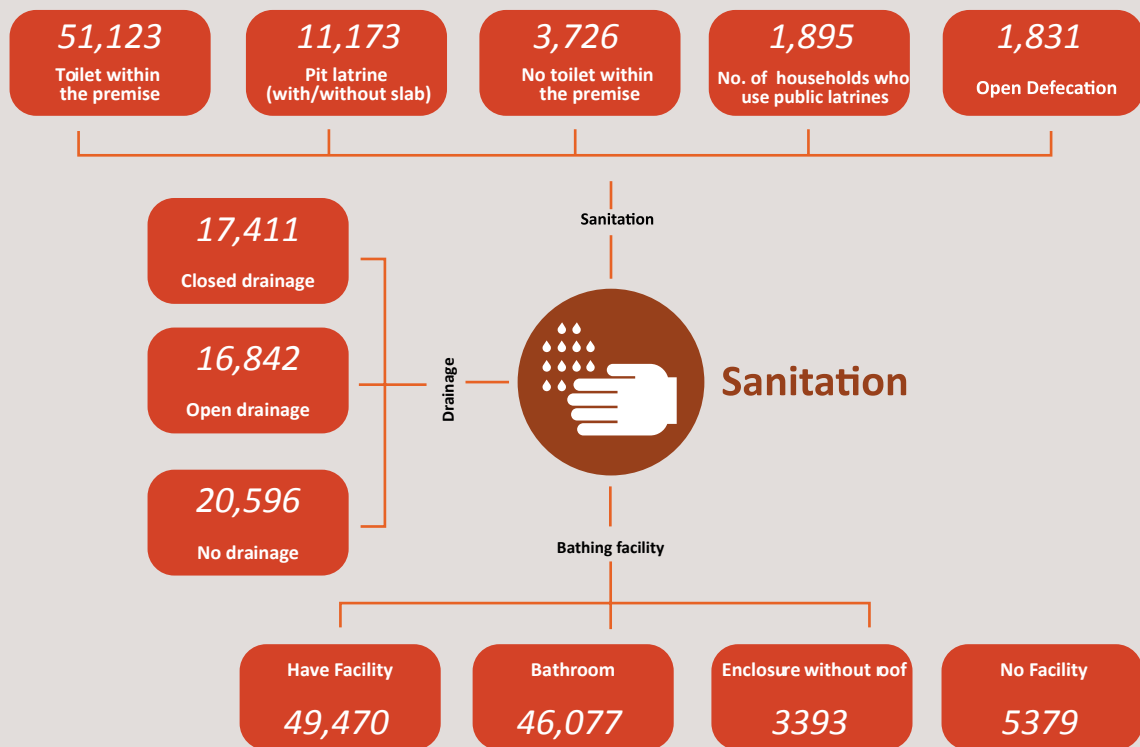 51,123
Toilet within
the premise
11,173
Pit latrine
(with/without slab)
3,726
No toilet within
the premise
1,895
No. of households who
use public latrines
1,831
Open Defecation
Sanitation
17,411
Closed drainage
16,842
Open drainage
20,596
No drainage
Drainage
Sanitation
Bathing facility
Have Facility
49,470
Bathroom
46,077
Enclosure without roof
3393
No Facility
5379